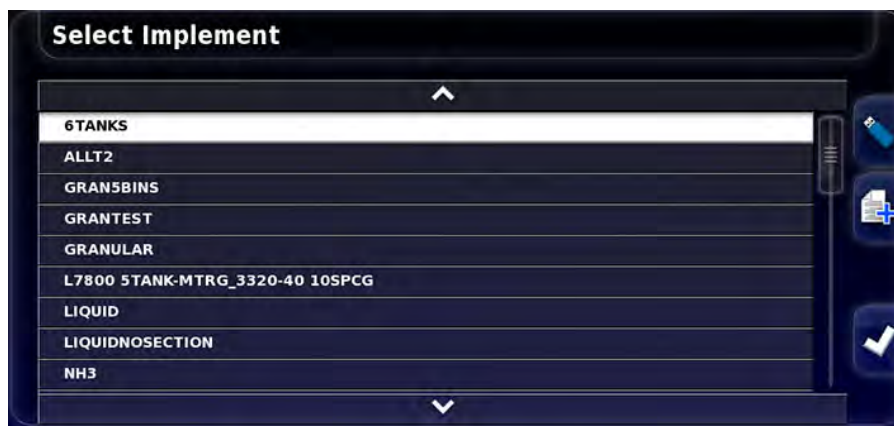 Select Implement
6TANKS
ALLT2
GRAN5BINS
GRANTEST
GRANULAR
L7800 5TANK-MTRG_3320-40 10SPCG
LIQUID
LIQUIDNOSECTION
NH3